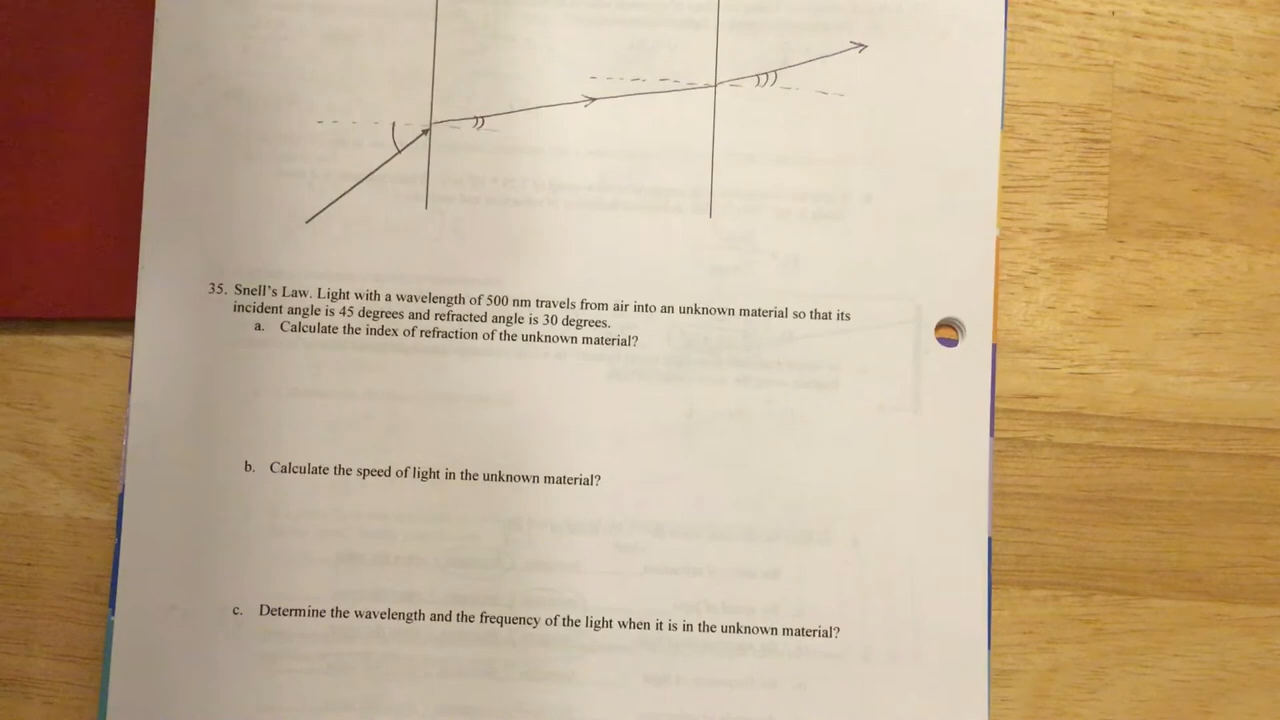 35. Snell's Law. Light with a wavelength of 500 nm travels from air into an unknown material so that its
incident angle is 45 degrees and refracted angle is 30 degrees.
a. Calculate the index of refraction of the unknown material?
b. Calculate the speed of light in the unknown material?
c. Determine the wavelength and the frequency of the light when it is in the unknown material?